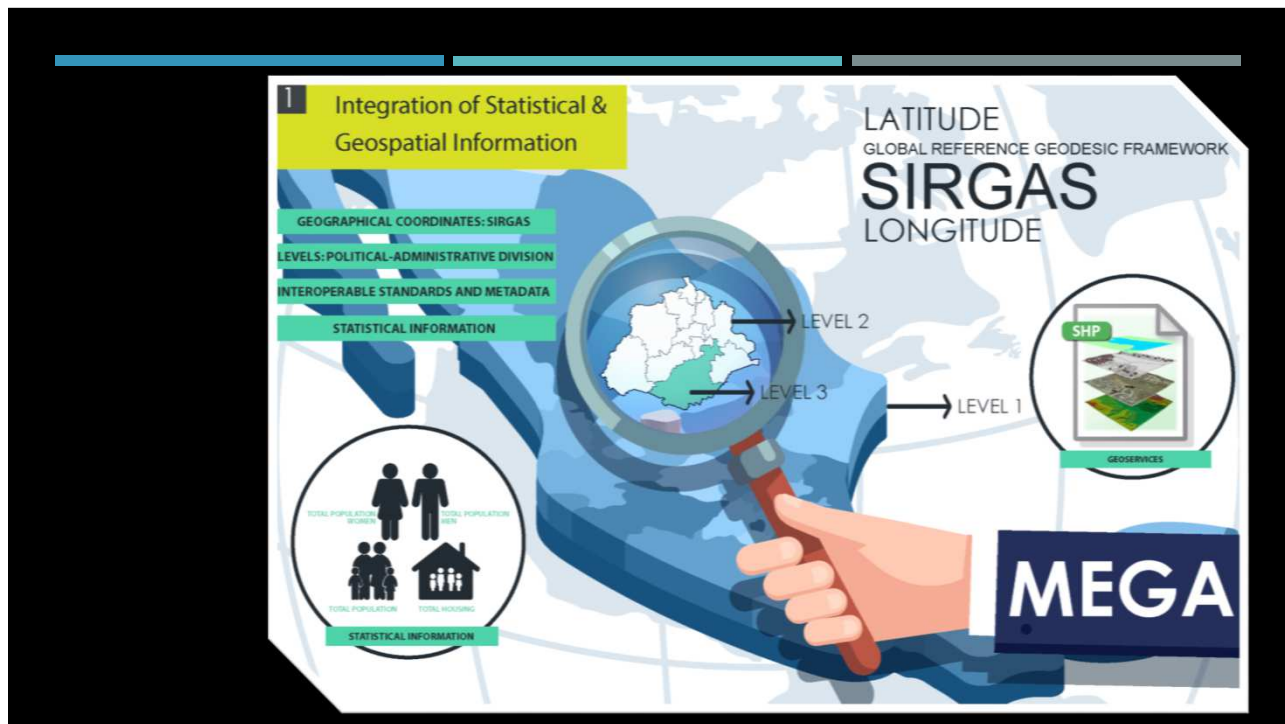 1
Integration of Statistical &
Geospatial Information
GEOGRAPHICAL COORDINATES: SIRGAS
LEVELS: POLITICAL-ADMINISTRATIVE DIVISION
INTEROPERABLE STANDARDS AND METADATA
STATISTICAL INFORMATION
LATITUDE
GLOBAL REFERENCE GEODESIC FRAMEWORK
SIRGAS
LONGITUDE
LEVEL 2
LEVEL 3
LEVEL 1
SHP
GEOSERVICES
TOTAL POPULATION
WOMEN
TOTAL POPULATION
MEN
TOTAL POPULATION
TOTAL HOUSING
STATISTICAL INFORMATION
MEGA